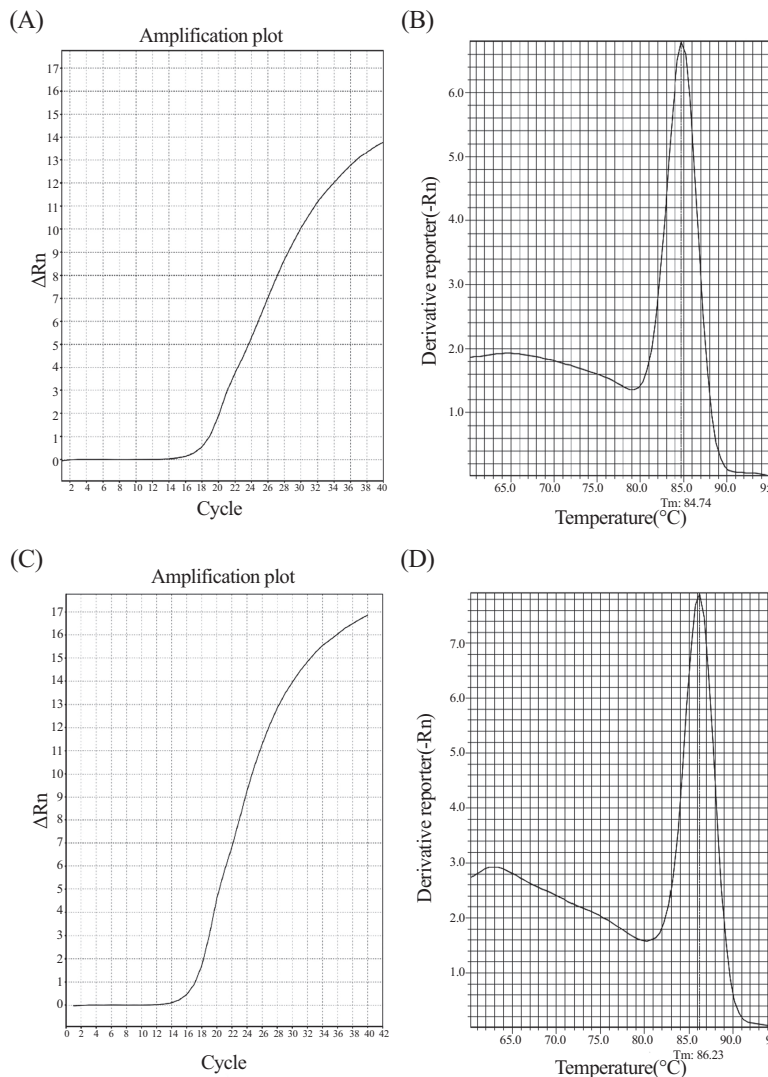 (A)
Amplification plot
17
16
15
14
13
12
11
10
9
8
7
6
5
4
3
2
1
0
ΔRn
2 4 6 8 10 12 14 16 18 20 22 24 26 28 30 32 34 36 38 40
Cycle
(B)
6.0
5.0
4.0
3.0
2.0
1.0
Derivative reporter(-Rn)
65.0 70.0 75.0 80.0 85.0 90.0
Tm: 84.74
Temperature(°C)
(C)
Amplification plot
17
16
15
14
13
12
11
10
9
8
7
6
5
4
3
2
1
0
ΔRn
0 2 4 6 8 10 12 14 16 18 20 22 24 26 28 30 32 34 36 38 40 42
Cycle
(D)
7.0
6.0
5.0
4.0
3.0
2.0
1.0
Derivative reporter(-Rn)
65.0 70.0 75.0 80.0 85.0 90.0
Tm: 86.23
Temperature(°C)